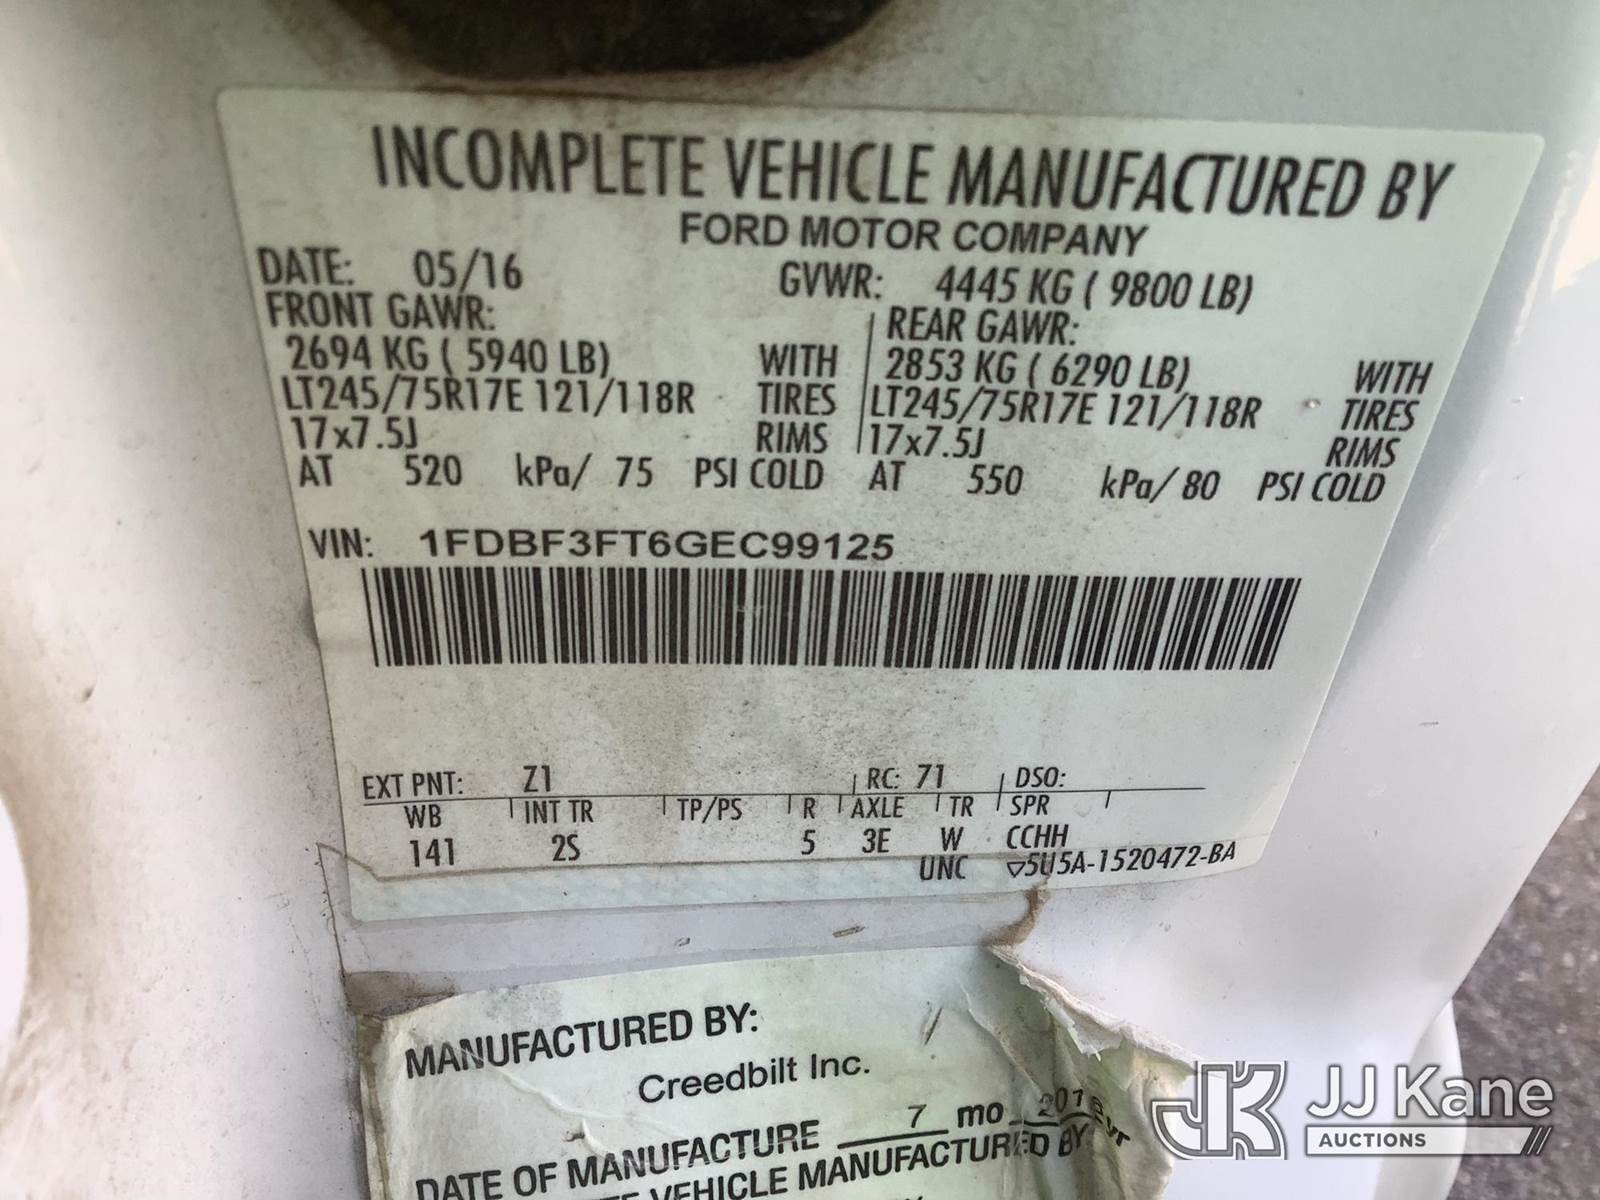 INCOMPLETE VEHICLE MANUFACTURED BY
FORD MOTOR COMPANY
DATE: 05/16 GVWR: 4445 KG ( 9800 LB)
FRONT GAWR: REAR GAWR:
2694 KG ( 5940 LB) WITH 2853 KG ( 6290 LB) WITH
LT245/75R17E 121/118R TIRES LT245/75R17E 121/118R TIRES
17x7.5J RIMS 17x7.5J RIMS
AT 520 kPa/ 75 PSI COLD AT 550 kPa/ 80 PSI COLD
VIN: 1FDBF3FT6GEC99125
EXT PNT: Z1 RC: 71 DSO:
WB INT TR TP/PS R AXLE TR SPR
141 2S 5 3E W CCHH
UNC ▽5U5A-1520472-BA
MANUFACTURED BY:
Creedbilt Inc.
DATE OF MANUFACTURE 7 mo
VEHICLE MANUFACTURED BY
JK JJ Kane
AUCTIONS